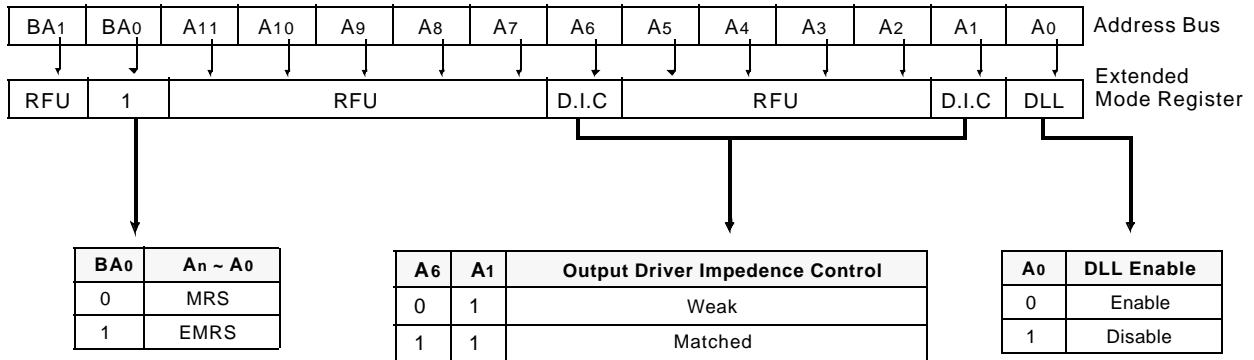 BA1 BA0 A11 A10 A9 A8 A7 A6 A5 A4 A3 A2 A1 A0 Address Bus
RFU 1 RFU D.I.C RFU D.I.C DLL Extended
Mode Register
BA0 An ~ A0
0 MRS
1 EMRS
A6 A1 Output Driver Impedence Control
0 1 Weak
1 1 Matched
A0 DLL Enable
0 Enable
1 Disable